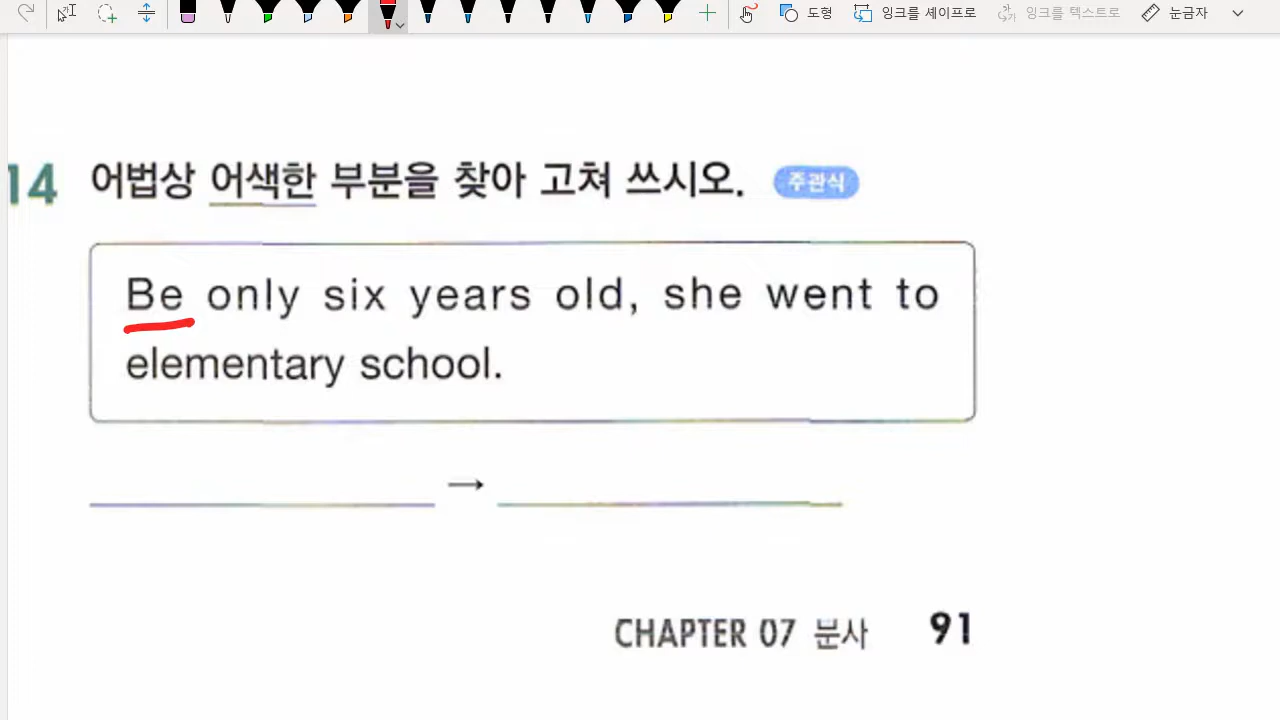 도형 잉크를 셰이프로 잉크를 텍스트로 눈금자
14 어법상 어색한 부분을 찾아 고쳐 쓰시오. 주관식
Be only six years old, she went to
elementary school.
→
CHAPTER 07 분사 91